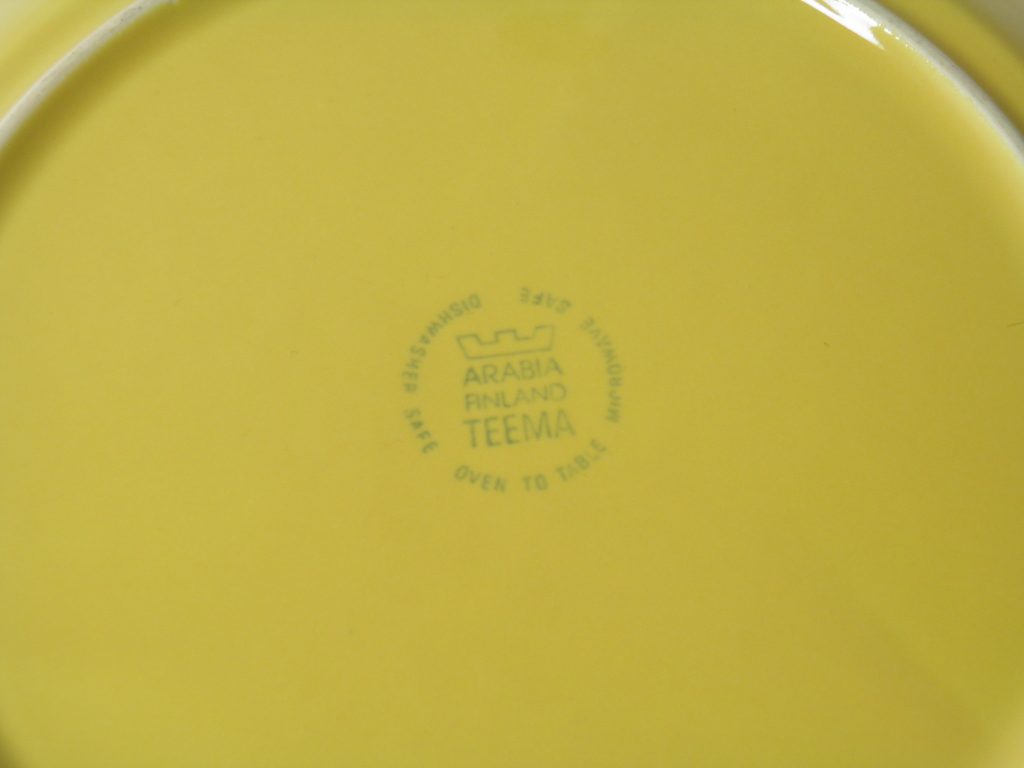 ARABIA
FINLAND
TEEMA
OVEN TO TABLE
MICROWAVE SAFE
DISHWASHER SAFE